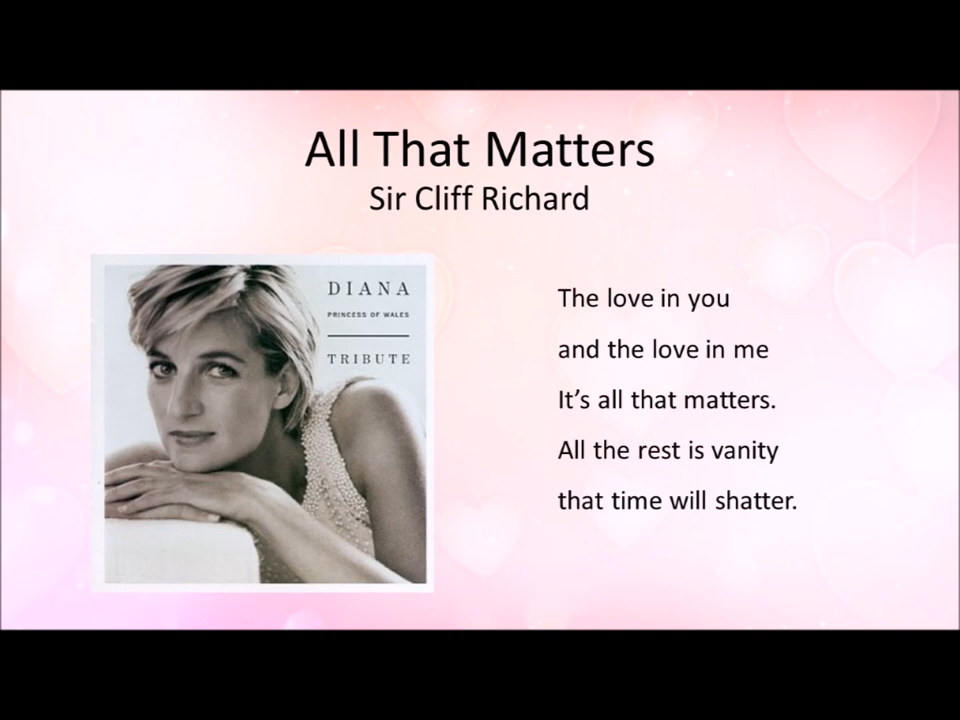 All That Matters
Sir Cliff Richard
DIANA
PRINCESS OF WALES
TRIBUTE
The love in you
and the love in me
It’s all that matters.
All the rest is vanity
that time will shatter.